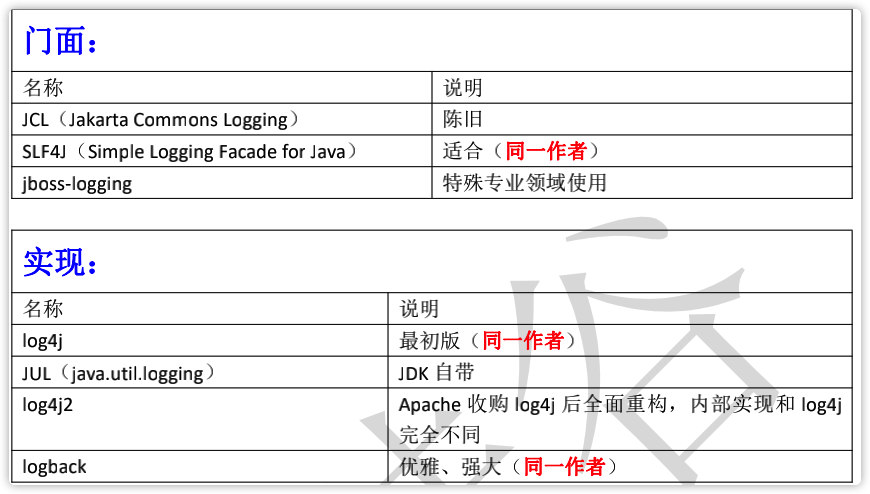 门面：
名称 说明
JCL（Jakarta Commons Logging） 陈旧
SLF4J（Simple Logging Facade for Java） 适合（同一作者）
jboss-logging 特殊专业领域使用
实现：
名称 说明
log4j 最初版（同一作者）
JUL（java.util.logging） JDK 自带
log4j2 Apache 收购 log4j 后全面重构，内部实现和 log4j
完全不同
logback 优雅、强大（同一作者）